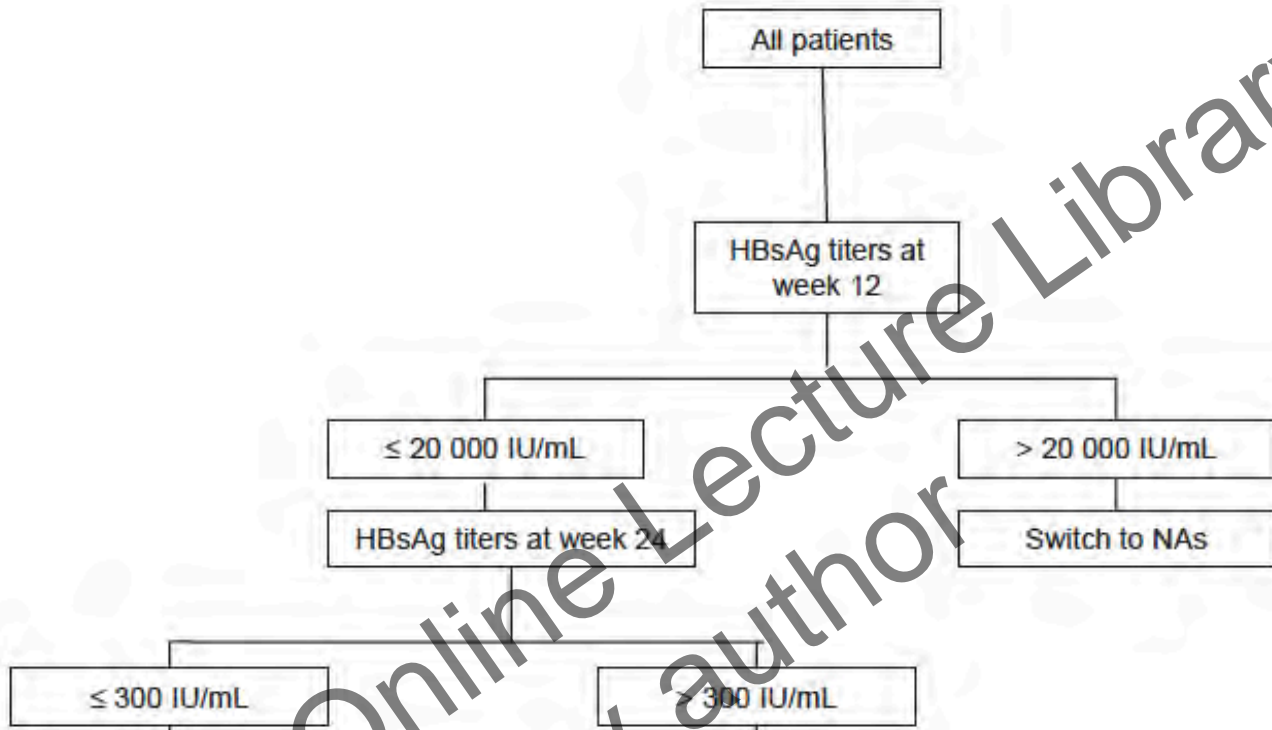 All patients
HBsAg titers at
week 12
≤ 20 000 IU/mL
> 20 000 IU/mL
HBsAg titers at week 24
Switch to NAs
≤ 300 IU/mL
> 300 IU/mL
Online Lecture Library
by author